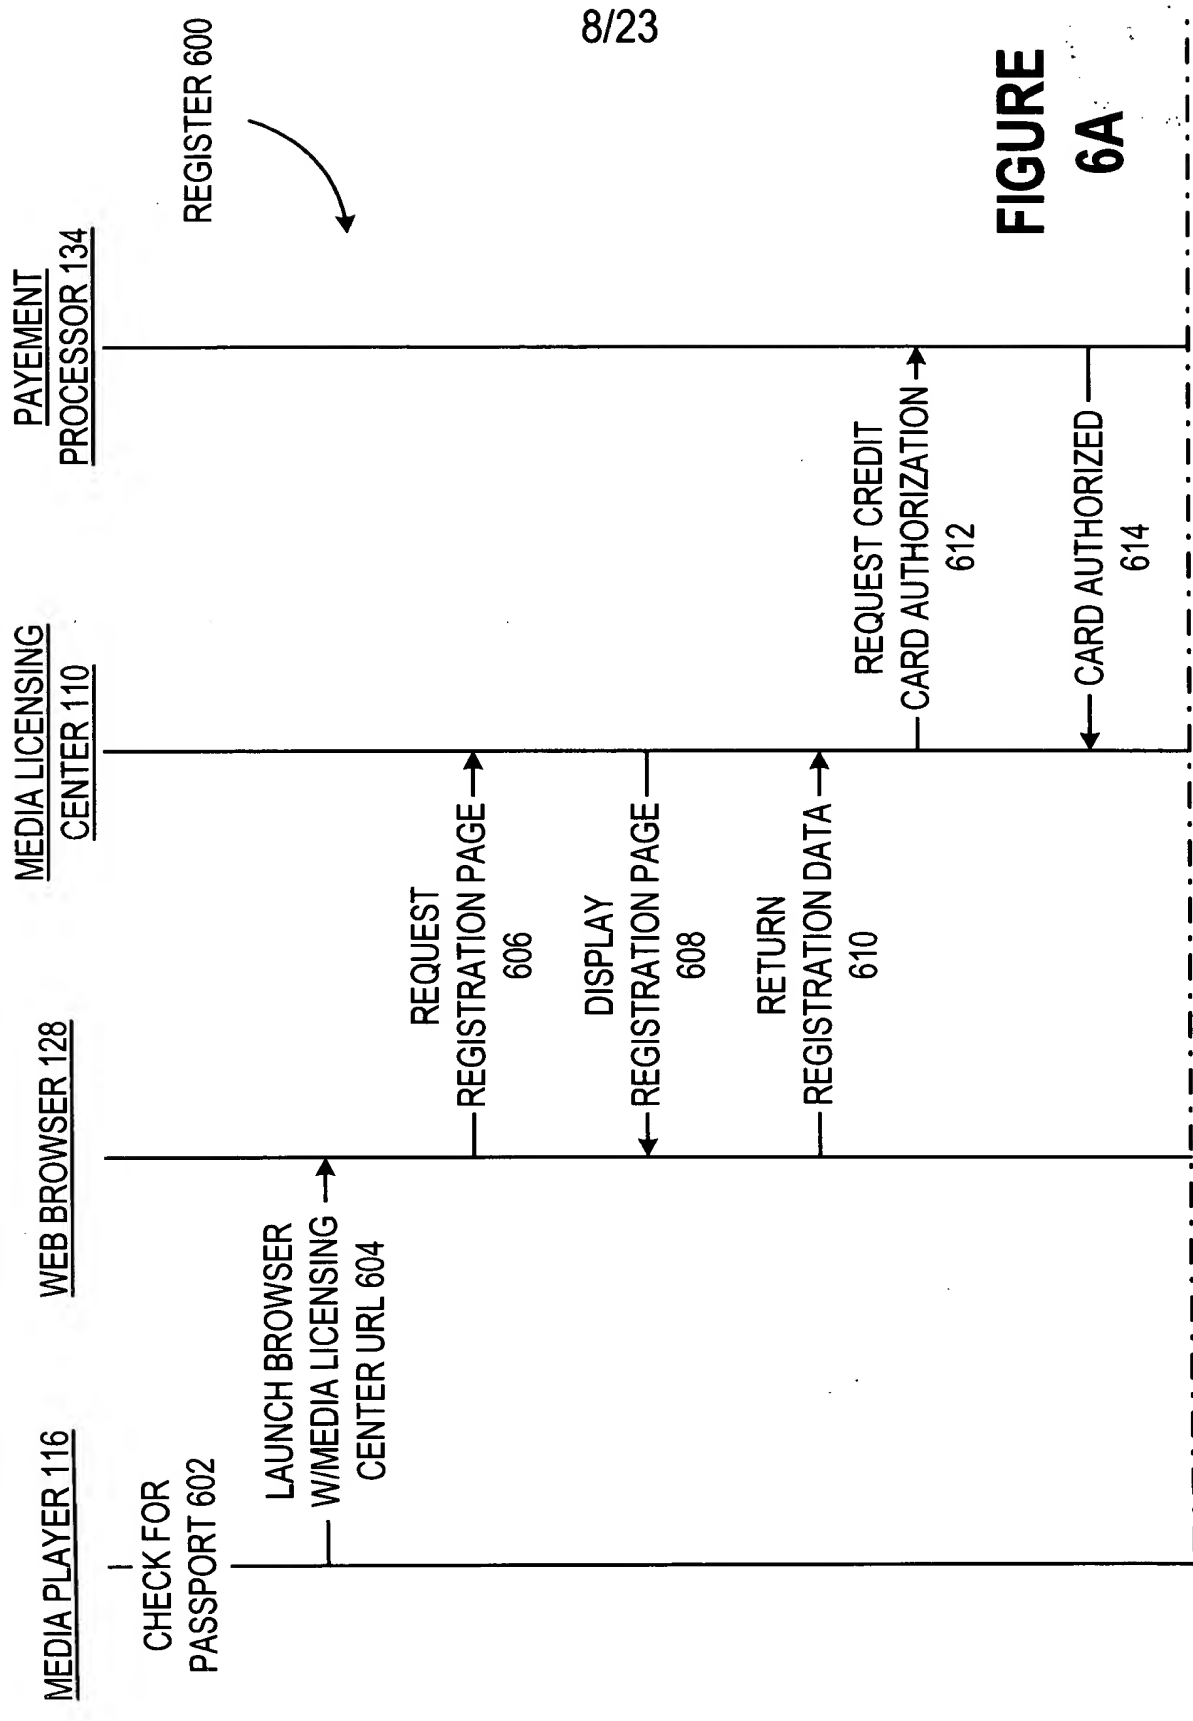 8/23
MEDIA PLAYER 116
WEB BROWSER 128
MEDIA LICENSING
CENTER 110
PAYEMENT
PROCESSOR 134
REGISTER 600
CHECK FOR
PASSPORT 602
LAUNCH BROWSER
W/MEDIA LICENSING
CENTER URL 604
REQUEST
REGISTRATION PAGE
606
DISPLAY
REGISTRATION PAGE
608
RETURN
REGISTRATION DATA
610
REQUEST CREDIT
CARD AUTHORIZATION
612
CARD AUTHORIZED
614
FIGURE
6A